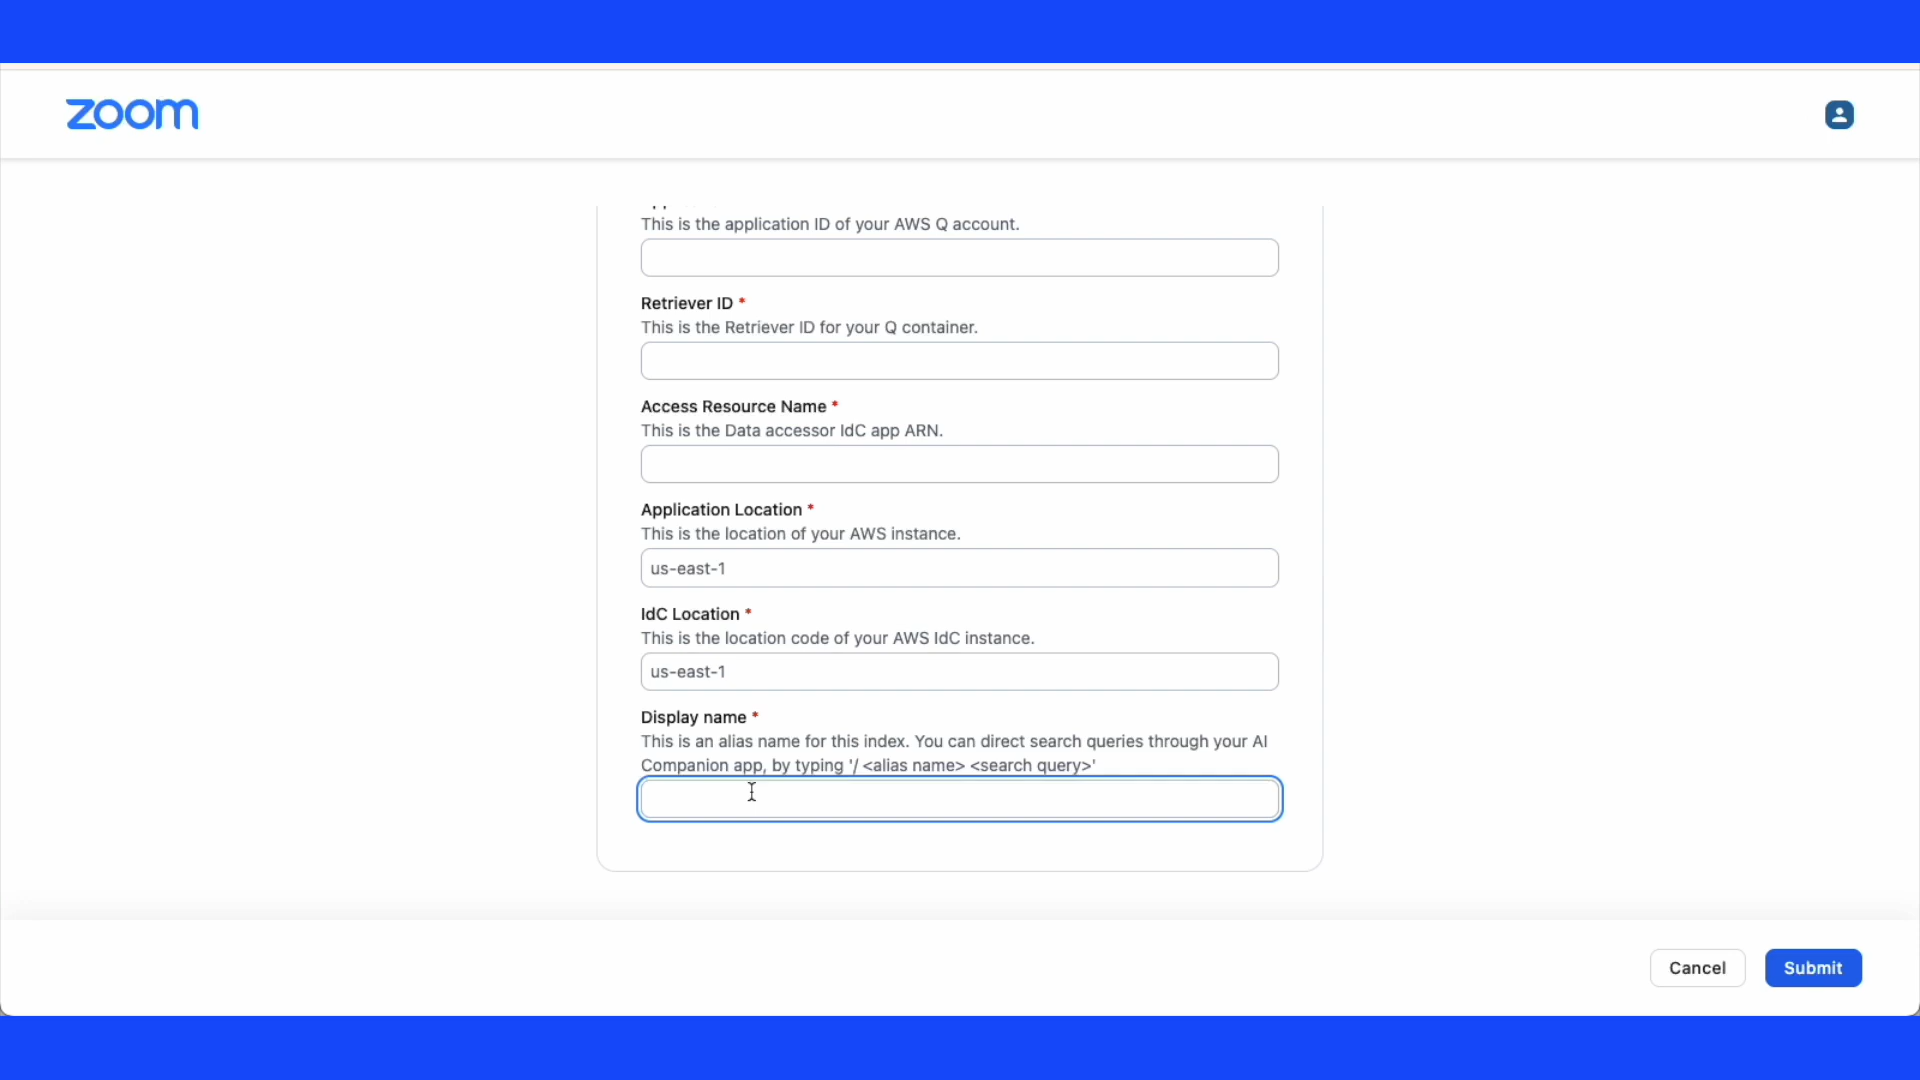 zoom
This is the application ID of your AWS Q account.
Retriever ID *
This is the Retriever ID for your Q container.
Access Resource Name *
This is the Data accessor IdC app ARN.
Application Location *
This is the location of your AWS instance.
us-east-1
IdC Location *
This is the location code of your AWS IdC instance.
us-east-1
Display name *
This is an alias name for this index. You can direct search queries through your AI
Companion app, by typing '/ <alias name> <search query>'
Cancel
Submit